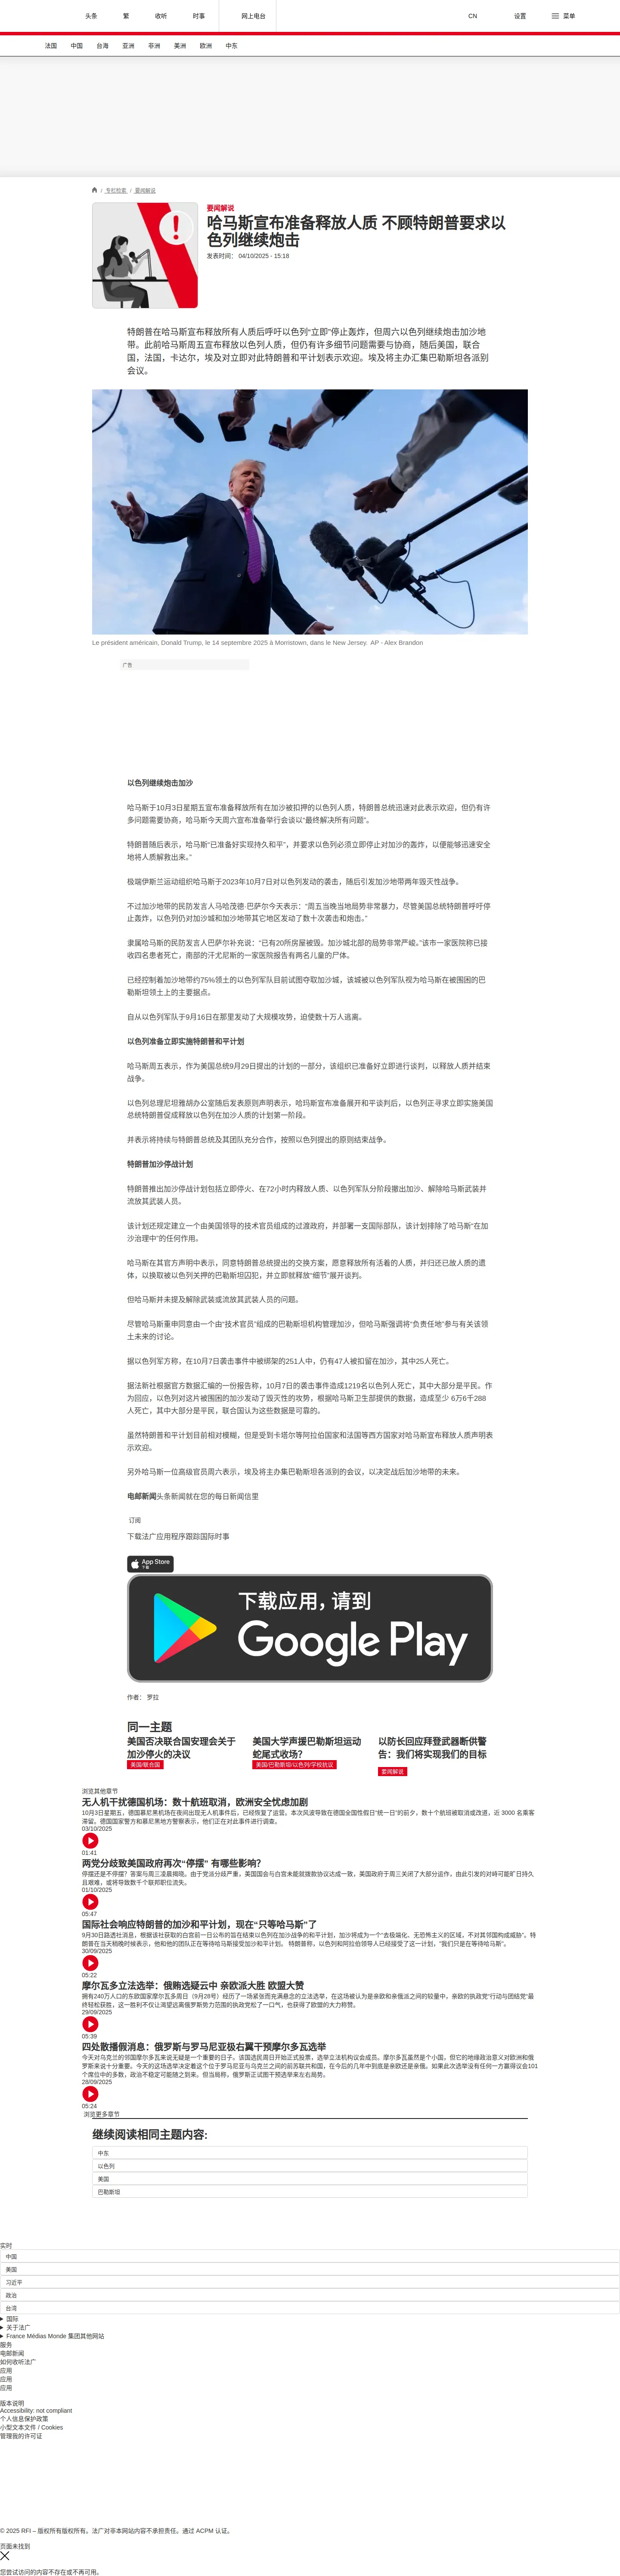 头条 繁 收听 时事 网上电台 CN 设置 菜单
法国 中国 台海 亚洲 非洲 美洲 欧洲 中东
/ 专栏检索 / 要闻解说
要闻解说
哈马斯宣布准备释放人质 不顾特朗普要求以
色列继续炮击
发表时间： 04/10/2025 - 15:18
特朗普在哈马斯宣布释放所有人质后呼吁以色列“立即”停止轰炸，但周六以色列继续炮击加沙地
带。此前哈马斯周五宣布释放以色列人质，但仍有许多细节问题需要与协商，随后美国，联合
国，法国，卡达尔，埃及对立即对此特朗普和平计划表示欢迎。埃及将主办汇集巴勒斯坦各派别
会议。
Le président américain, Donald Trump, le 14 septembre 2025 à Morristown, dans le New Jersey. AP - Alex Brandon
广告
以色列继续炮击加沙
哈马斯于10月3日星期五宣布准备释放所有在加沙被扣押的以色列人质，特朗普总统迅速对此表示欢迎，但仍有许
多问题需要协商，哈马斯今天周六宣布准备举行会谈以“最终解决所有问题”。
特朗普随后表示，哈马斯“已准备好实现持久和平”，并要求以色列必须立即停止对加沙的轰炸，以便能够迅速安全
地将人质解救出来。”
极端伊斯兰运动组织哈马斯于2023年10月7日对以色列发动的袭击，随后引发加沙地带两年毁灭性战争。
不过加沙地带的民防发言人马哈茂德·巴萨尔今天表示：“周五当晚当地局势非常暴力，尽管美国总统特朗普呼吁停
止轰炸，以色列仍对加沙城和加沙地带其它地区发动了数十次袭击和炮击。”
隶属哈马斯的民防发言人巴萨尔补充说：“已有20所房屋被毁。加沙城北部的局势非常严峻。”该市一家医院称已接
收四名患者死亡，南部的汗尤尼斯的一家医院报告有两名儿童的尸体。
已经控制着加沙地带约75%领土的以色列军队目前试图夺取加沙城，该城被以色列军队视为哈马斯在被围困的巴
勒斯坦领土上的主要据点。
自从以色列军队于9月16日在那里发动了大规模攻势，迫使数十万人逃离。
以色列准备立即实施特朗普和平计划
哈马斯周五表示，作为美国总统9月29日提出的计划的一部分，该组织已准备好立即进行谈判，以释放人质并结束
战争。
以色列总理尼坦雅胡办公室随后发表原则声明表示，哈玛斯宣布准备展开和平谈判后，以色列正寻求立即实施美国
总统特朗普促成释放以色列在加沙人质的计划第一阶段。
并表示将持续与特朗普总统及其团队充分合作，按照以色列提出的原则结束战争。
特朗普加沙停战计划
特朗普推出加沙停战计划包括立即停火、在72小时内释放人质、以色列军队分阶段撤出加沙、解除哈马斯武装并
流放其武装人员。
该计划还规定建立一个由美国领导的技术官员组成的过渡政府，并部署一支国际部队，该计划排除了哈马斯“在加
沙治理中”的任何作用。
哈马斯在其官方声明中表示，同意特朗普总统提出的交换方案，愿意释放所有活着的人质，并归还已故人质的遗
体，以换取被以色列关押的巴勒斯坦囚犯，并立即就释放“细节”展开谈判。
但哈马斯并未提及解除武装或流放其武装人员的问题。
尽管哈马斯重申同意由一个由“技术官员”组成的巴勒斯坦机构管理加沙，但哈马斯强调将“负责任地”参与有关该领
土未来的讨论。
据以色列军方称，在10月7日袭击事件中被绑架的251人中，仍有47人被扣留在加沙，其中25人死亡。
据法新社根据官方数据汇编的一份报告称，10月7日的袭击事件造成1219名以色列人死亡，其中大部分是平民。作
为回应，以色列对这片被围困的加沙发动了毁灭性的攻势，根据哈马斯卫生部提供的数据，造成至少 6万6千288
人死亡，其中大部分是平民，联合国认为这些数据是可靠的。
虽然特朗普和平计划目前相对模糊，但是受到卡塔尔等阿拉伯国家和法国等西方国家对哈马斯宣布释放人质声明表
示欢迎。
另外哈马斯一位高级官员周六表示，埃及将主办集巴勒斯坦各派别的会议，以决定战后加沙地带的未来。
电邮新闻头条新闻就在您的每日新闻信里
订阅
下载法广应用程序跟踪国际时事
App Store
下载
下载应用，请到
Google Play
作者： 罗拉
同一主题
美国否决联合国安理会关于
加沙停火的决议
美国/联合国
美国大学声援巴勒斯坦运动
蛇尾式收场？
美国/巴勒斯坦/以色列/学校抗议
以防长回应拜登武器断供警
告：我们将实现我们的目标
要闻解说
浏览其他章节
无人机干扰德国机场：数十航班取消，欧洲安全忧虑加剧
10月3日星期五，德国慕尼黑机场在夜间出现无人机事件后，已经恢复了运营。本次风波导致在德国全国性假日“统一日”的前夕，数十个航班被取消或改道，近 3000 名乘客
滞留。德国国家警方和慕尼黑地方警察表示，他们正在对此事件进行调查。
03/10/2025
01:41
两党分歧致美国政府再次“停摆” 有哪些影响？
停摆还是不停摆？答案与周三凌晨揭晓。由于党派分歧严重，美国国会与白宫未能就拨款协议达成一致，美国政府于周三关闭了大部分运作。由此引发的对峙可能旷日持久
且艰难，或将导致数千个联邦职位流失。
01/10/2025
05:47
国际社会响应特朗普的加沙和平计划，现在“只等哈马斯”了
9月30日路透社消息，根据该社获取的白宫前一日公布的旨在结束以色列在加沙战争的和平计划，加沙将成为一个“去极端化、无恐怖主义的区域，不对其邻国构成威胁”。特
朗普在当天稍晚时候表示，他和他的团队正在等待哈马斯接受加沙和平计划。 特朗普称，以色列和阿拉伯领导人已经接受了这一计划，“我们只是在等待哈马斯”。
30/09/2025
05:22
摩尔瓦多立法选举：俄贿选疑云中 亲欧派大胜 欧盟大赞
拥有240万人口的东欧国家摩尔瓦多周日（9月28号）经历了一场紧张而充满悬念的立法选举，在这场被认为是亲欧和亲俄派之间的较量中，亲欧的执政党“行动与团结党”最
终轻松获胜，这一胜利不仅让渴望远离俄罗斯势力范围的执政党松了一口气，也获得了欧盟的大力称赞。
29/09/2025
05:39
四处散播假消息：俄罗斯与罗马尼亚极右翼干预摩尔多瓦选举
今天对乌克兰的邻国摩尔多瓦来说无疑是一个重要的日子。该国选民周日开始正式投票，选举立法机构议会成员。摩尔多瓦虽然是个小国，但它的地缘政治意义对欧洲和俄
罗斯来说十分重要。今天的这场选举决定着这个位于罗马尼亚与乌克兰之间的前苏联共和国，在今后的几年中到底是亲欧还是亲俄。如果此次选举没有任何一方赢得议会101
个席位中的多数，政治不稳定可能随之到来。但当局称，俄罗斯正试图干预选举来左右局势。
28/09/2025
05:24
浏览更多章节
继续阅读相同主题内容:
中东
以色列
美国
巴勒斯坦
实时
中国
美国
习近平
政治
台湾
国际
关于法广
France Médias Monde 集团其他网站
服务
电邮新闻
如何收听法广
应用
应用
应用
版本说明
Accessibility: not compliant
个人信息保护政策
小型文本文件 / Cookies
管理我的许可证
© 2025 RFI – 版权所有版权所有。法广对非本网站内容不承担责任。通过 ACPM 认证。
页面未找到
您尝试访问的内容不存在或不再可用。